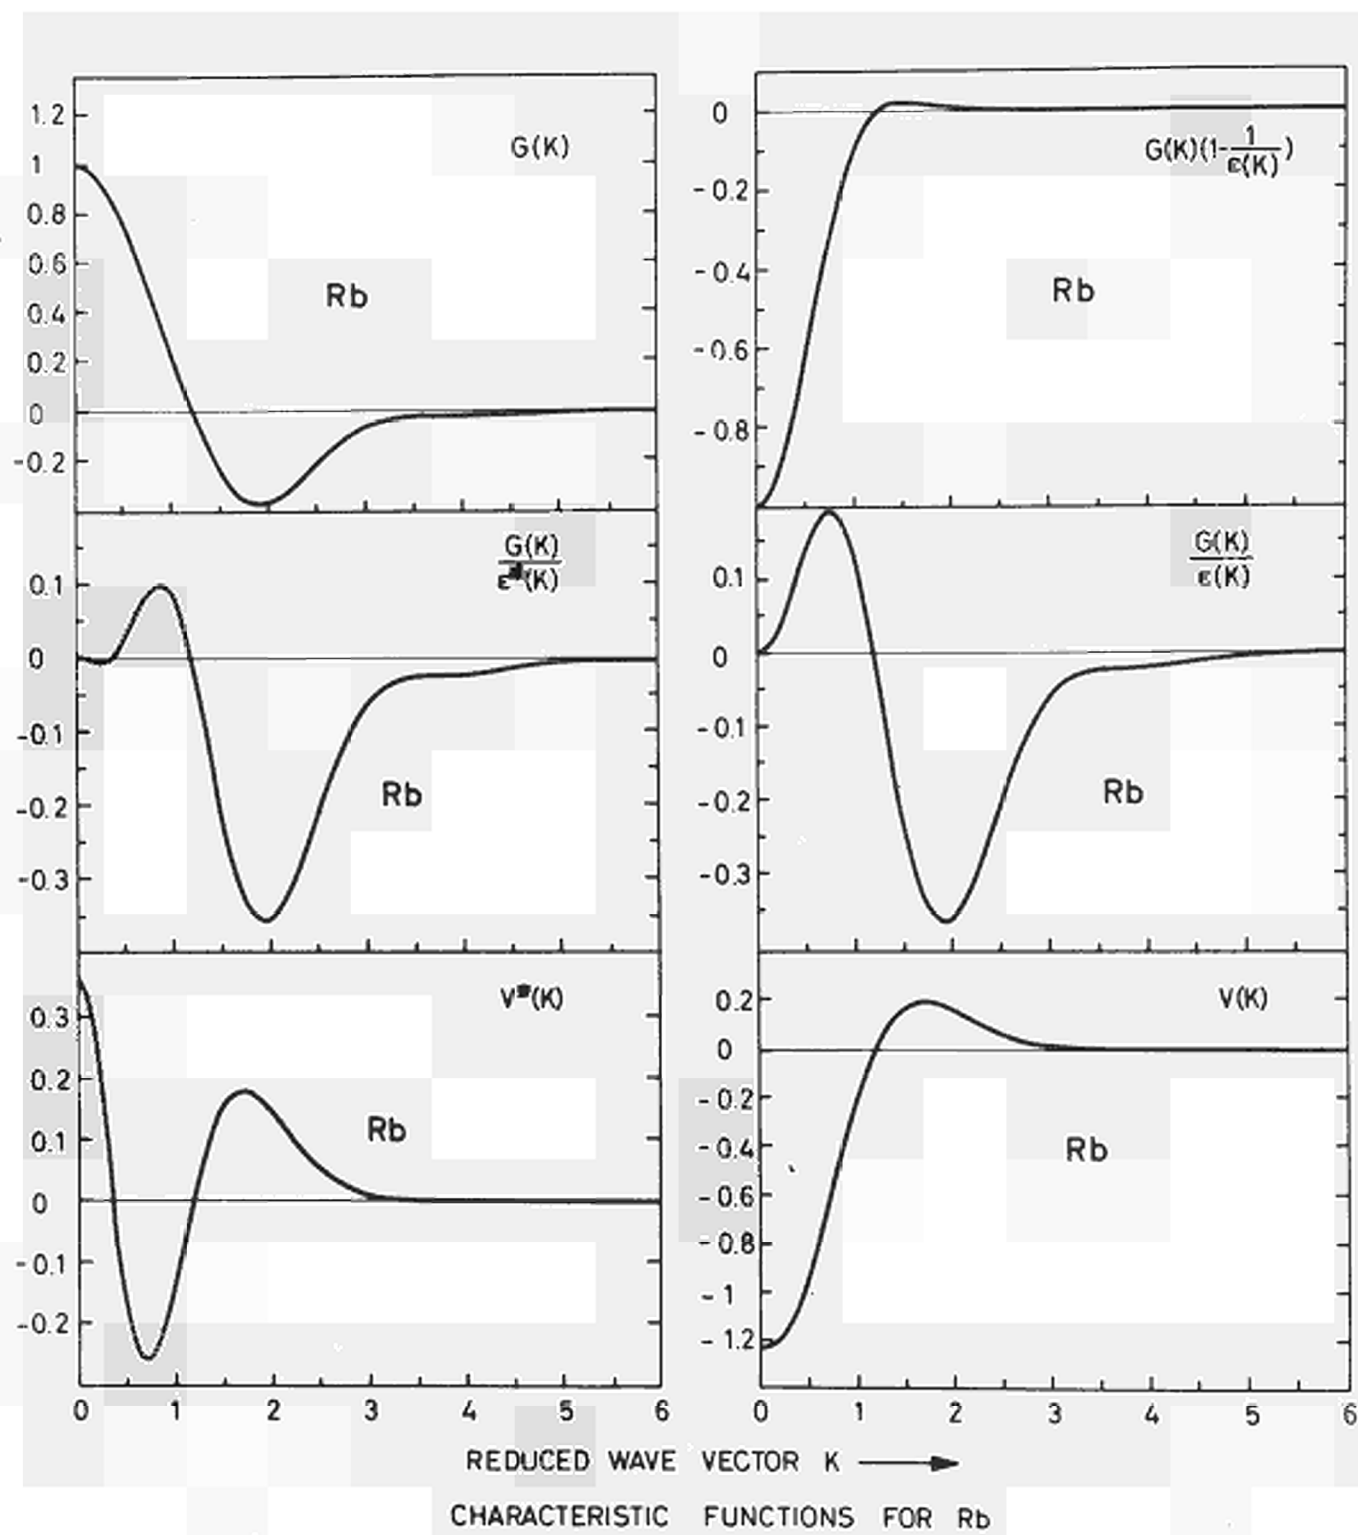 1.2
1
0.8
0.6
0.4
0.2
0
-0.2
G(K)
Rb
0
-0.2
-0.4
-0.6
-0.8
G(K)(1-1/ε(K))
Rb
0.1
0
-0.1
-0.2
-0.3
G(K)
ε*(K)
Rb
0.1
0
-0.1
-0.2
-0.3
G(K)
ε(K)
Rb
0.3
0.2
0.1
0
-0.1
-0.2
V*(K)
Rb
0 1 2 3 4 5 6
0.2
0
-0.2
-0.4
-0.6
-0.8
-1
-1.2
V(K)
Rb
0 1 2 3 4 5 6
REDUCED WAVE VECTOR K →
CHARACTERISTIC FUNCTIONS FOR Rb